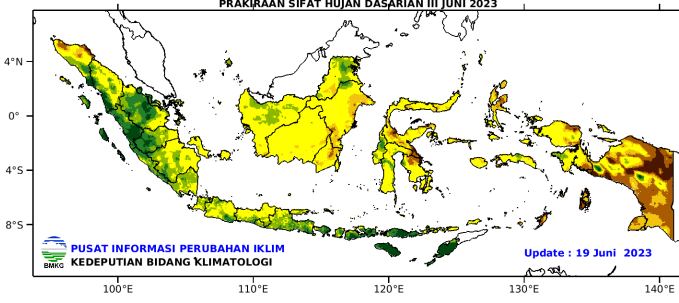 PRAKIRAAN SIFAT HUJAN DASARIAN III JUNI 2023
4°N
0°
4°S
8°S
PUSAT INFORMASI PERUBAHAN IKLIM
KEDEPUTIAN BIDANG KLIMATOLOGI
BMKG
Update : 19 Juni 2023
100°E
110°E
120°E
130°E
140°E